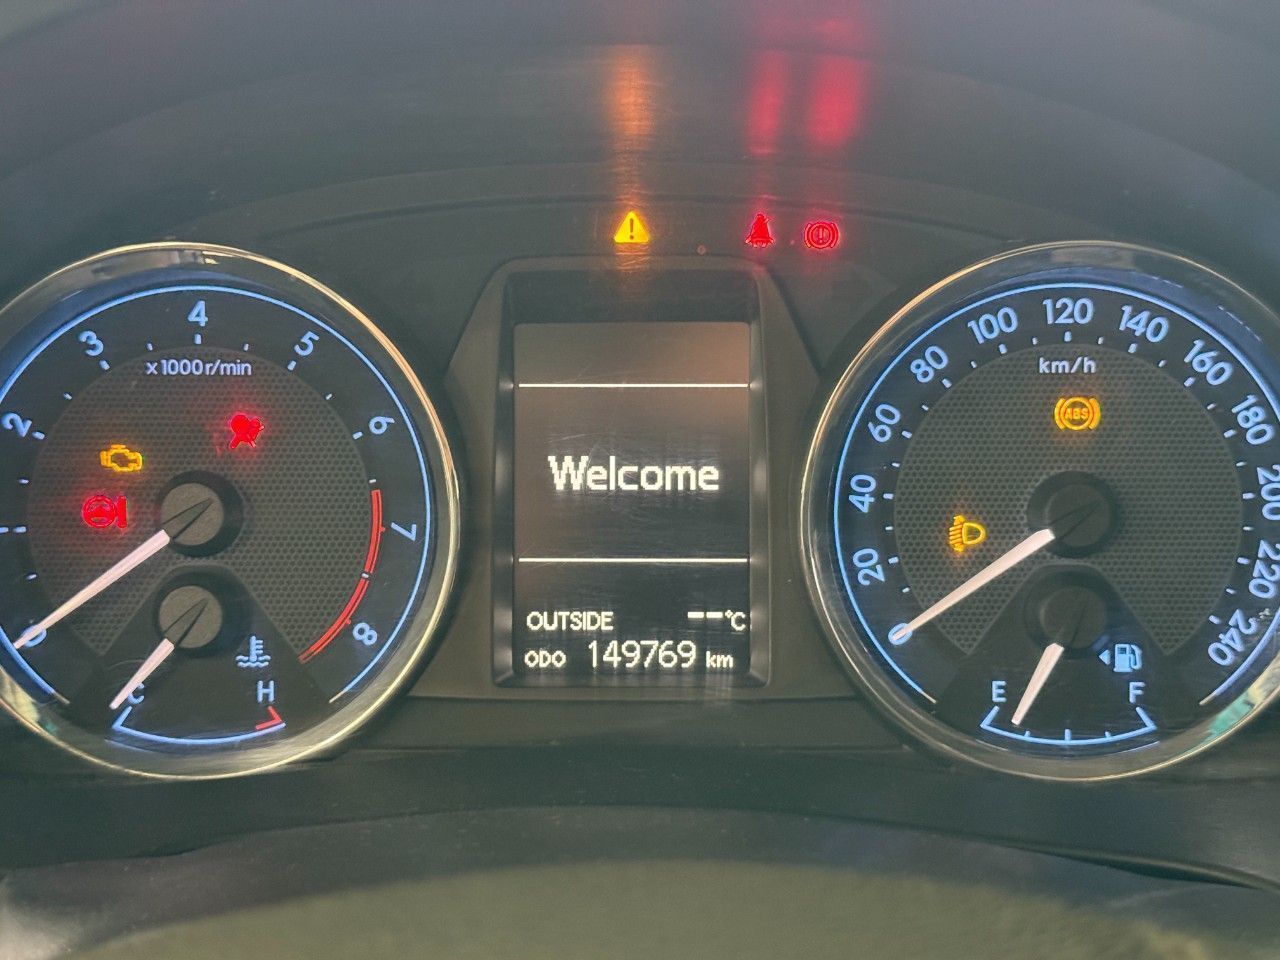 2 3 4 5 6 7 8
x1000r/min
C H
Welcome
OUTSIDE --°C
ODO 149769 km
0 20 40 60 80 100 120 140 160 180 200 220 240
km/h
ABS
E F